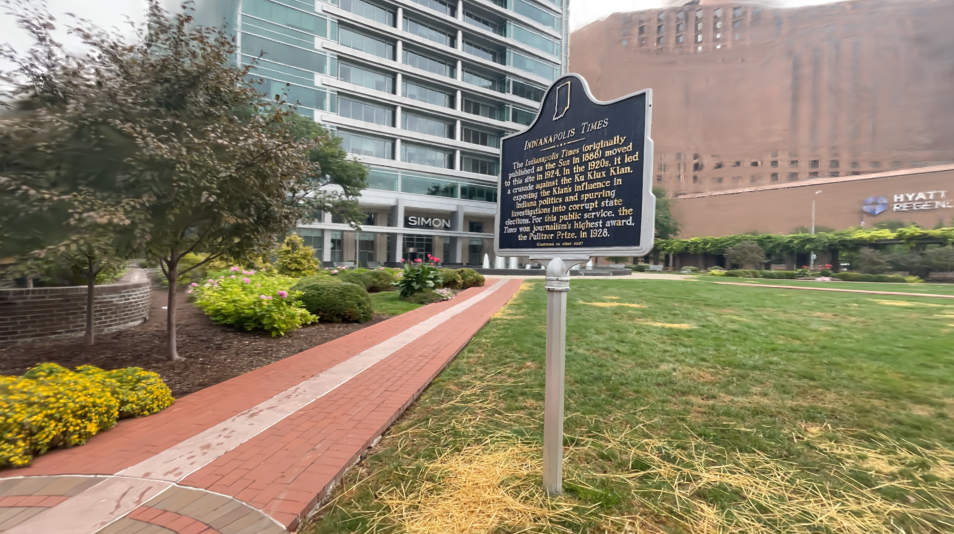 INDIANAPOLIS TIMES
The Indianapolis Times (originally
published as the Sun in 1888) moved
to this site in 1924. In the 1920s, it led
a crusade against the Ku Klux Klan,
exposing the Klan's influence in
Indiana politics and spurring
investigations into corrupt state
elections. For this public service, the
Times won journalism's highest award,
the Pulitzer Prize, in 1928.
(Continued on other side)
SIMON
HYATT
REGENCY